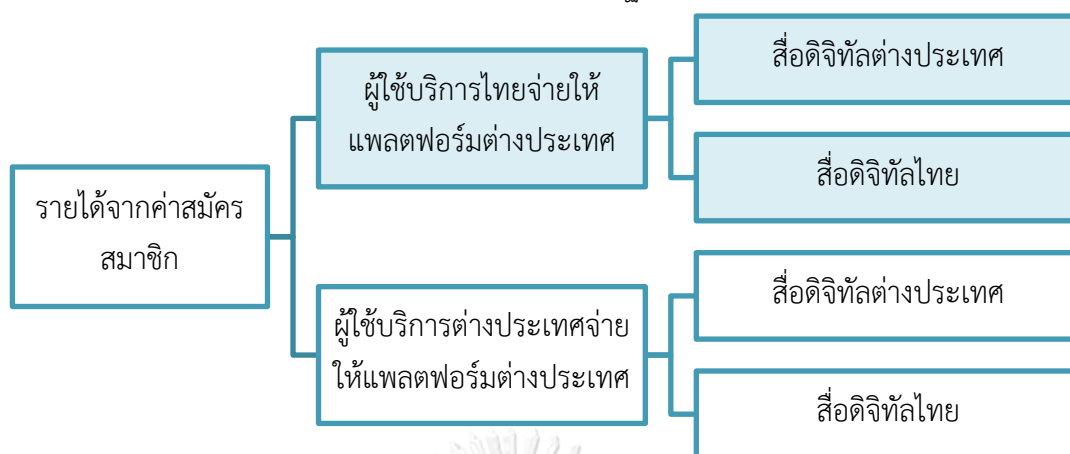 รายได้จากค่าสมัคร
สมาชิก
ผู้ใช้บริการไทยจ่ายให้
แพลตฟอร์มต่างประเทศ
สื่อดิจิทัลต่างประเทศ
สื่อดิจิทัลไทย
ผู้ใช้บริการต่างประเทศจ่าย
ให้แพลตฟอร์มต่างประเทศ
สื่อดิจิทัลต่างประเทศ
สื่อดิจิทัลไทย